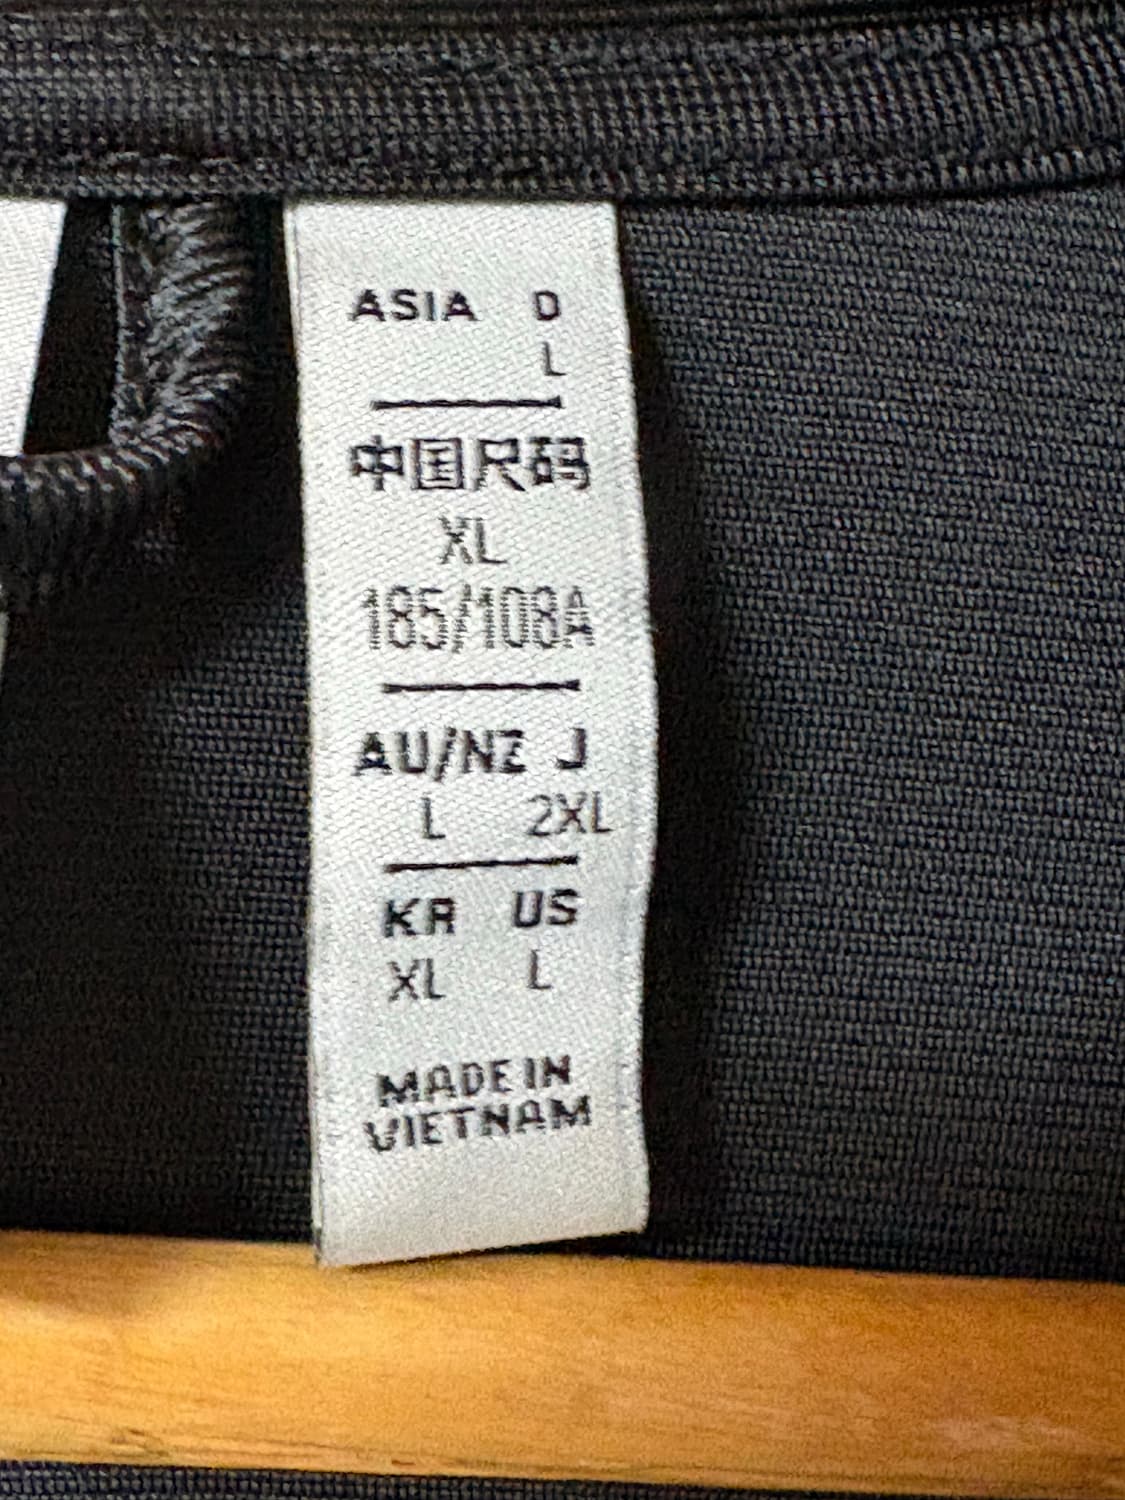 ASIA D
L
中国尺码
XL
185/108A
AU/NZ J
L 2XL
KR US
XL L
MADE IN
VIETNAM